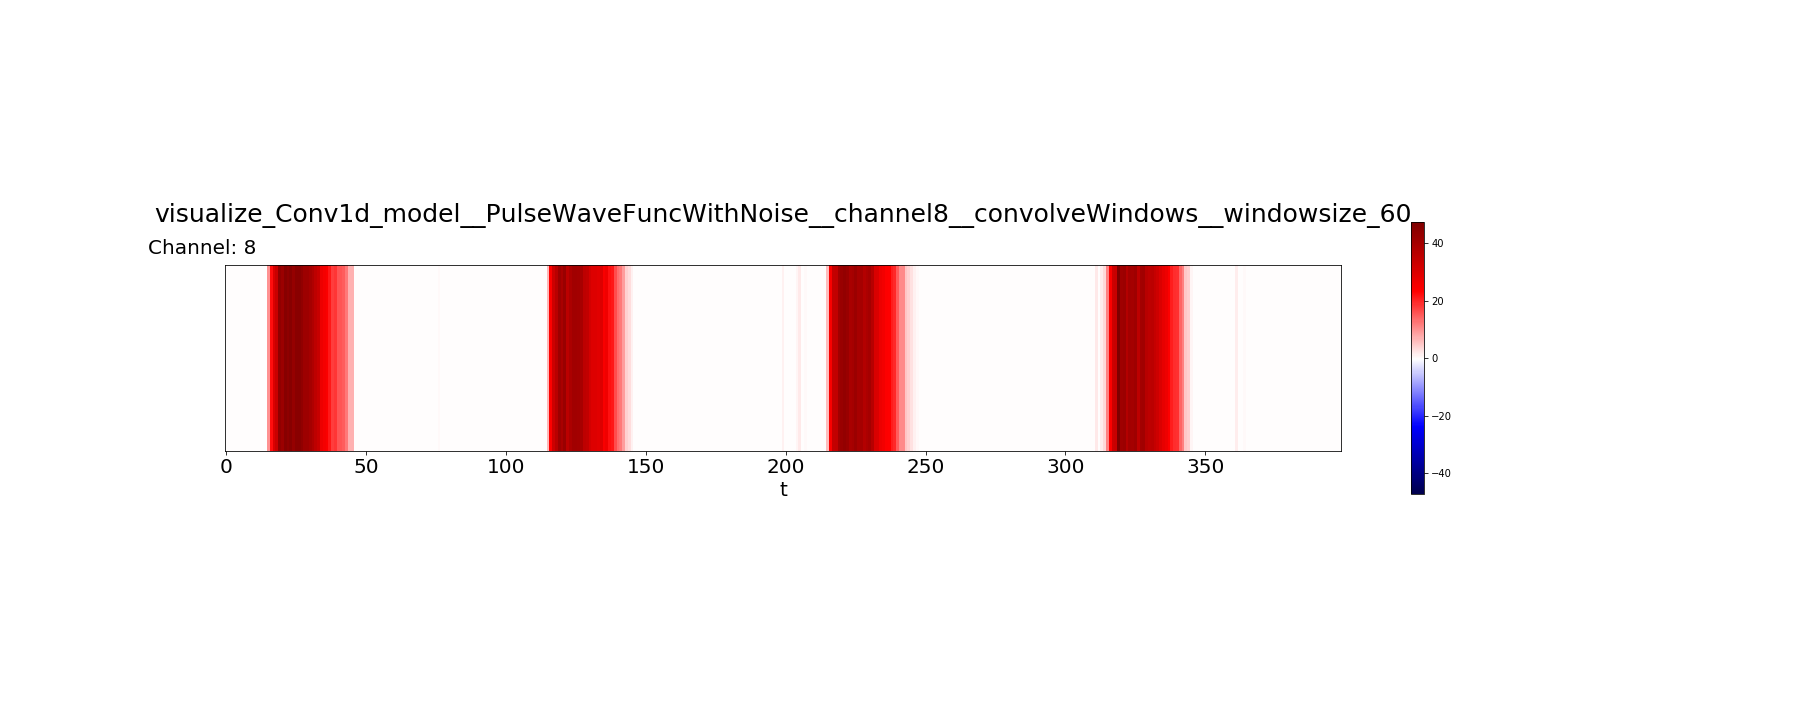 visualize_Conv1d_model__PulseWaveFuncWithNoise__channel8__convolveWindows__windowsize_60
Channel: 8
40
20
0
−20
−40
0 50 100 150 200 250 300 350
t